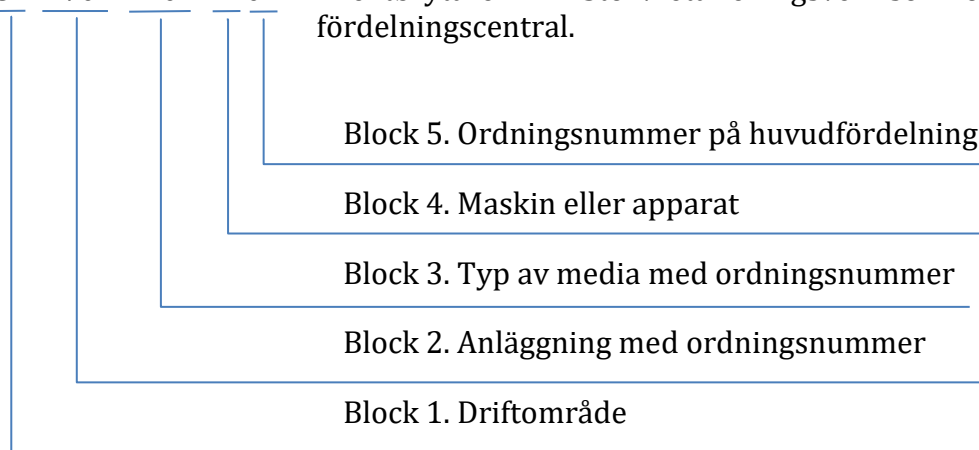 fördelningscentral.
Block 5. Ordningsnummer på huvudfördelning
Block 4. Maskin eller apparat
Block 3. Typ av media med ordningsnummer
Block 2. Anläggning med ordningsnummer
Block 1. Driftområde